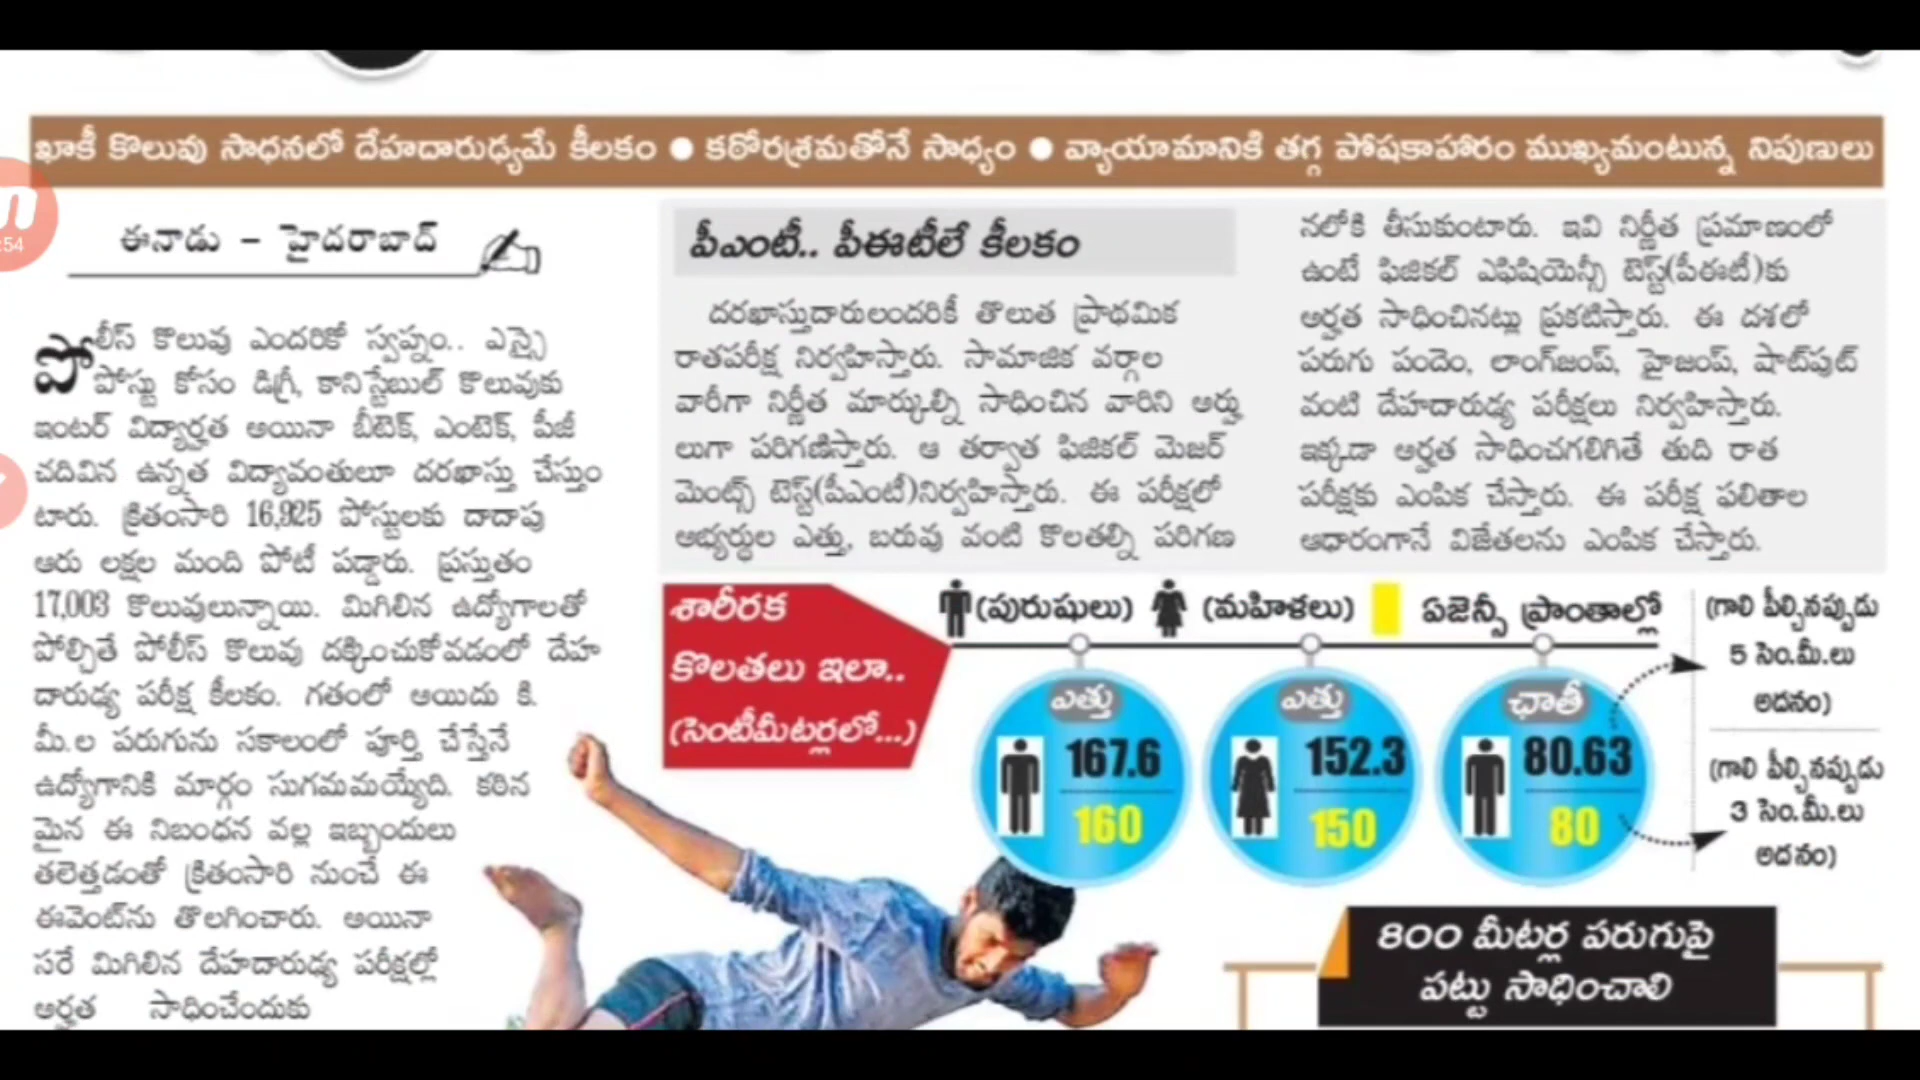 ఖాకీ కొలువు సాధనలో దేహదారుఢ్యమే కీలకం ● కఠోరశ్రమతోనే సాధ్యం ● వ్యాయామానికి తగ్గ పోషకాహారం ముఖ్యమంటున్న నిపుణులు
:54
ఈనాడు - హైదరాబాద్
పోలీస్ కొలువు ఎందరికో స్వప్నం.. ఎస్సై
పోస్టు కోసం డిగ్రీ, కానిస్టేబుల్ కొలువుకు
ఇంటర్ విద్యార్హత అయినా బీటెక్, ఎంటెక్, పీజీ
చదివిన ఉన్నత విద్యావంతులూ దరఖాస్తు చేస్తుం
టారు. క్రితంసారి 16,925 పోస్టులకు దాదాపు
ఆరు లక్షల మంది పోటీ పడ్డారు. ప్రస్తుతం
17,003 కొలువులున్నాయి. మిగిలిన ఉద్యోగాలతో
పోల్చితే పోలీస్ కొలువు దక్కించుకోవడంలో దేహ
దారుఢ్య పరీక్ష కీలకం. గతంలో అయిదు కి.
మీ.ల పరుగును సకాలంలో పూర్తి చేస్తేనే
ఉద్యోగానికి మార్గం సుగమమయ్యేది. కఠిన
మైన ఈ నిబంధన వల్ల ఇబ్బందులు
తలెత్తడంతో క్రితంసారి నుంచే ఈ
ఈవెంట్‌ను తొలగించారు. అయినా
సరే మిగిలిన దేహదారుఢ్య పరీక్షల్లో
అర్హత సాధించేందుకు
పీఎంటీ.. పీఈటీలే కీలకం
దరఖాస్తుదారులందరికీ తొలుత ప్రాథమిక
రాతపరీక్ష నిర్వహిస్తారు. సామాజిక వర్గాల
వారీగా నిర్ణీత మార్కుల్ని సాధించిన వారిని అర్హు
లుగా పరిగణిస్తారు. ఆ తర్వాత ఫిజికల్ మెజర్
మెంట్స్ టెస్ట్(పీఎంటీ)నిర్వహిస్తారు. ఈ పరీక్షలో
అభ్యర్థుల ఎత్తు, బరువు వంటి కొలతల్ని పరిగణ
నలోకి తీసుకుంటారు. ఇవి నిర్ణీత ప్రమాణంలో
ఉంటే ఫిజికల్ ఎఫిషియెన్సీ టెస్ట్(పీఈటీ)కు
అర్హత సాధించినట్లు ప్రకటిస్తారు. ఈ దశలో
పరుగు పందెం, లాంగ్‌జంప్, హైజంప్, షాట్‌పుట్
వంటి దేహదారుఢ్య పరీక్షలు నిర్వహిస్తారు.
ఇక్కడా అర్హత సాధించగలిగితే తుది రాత
పరీక్షకు ఎంపిక చేస్తారు. ఈ పరీక్ష ఫలితాల
ఆధారంగానే విజేతలను ఎంపిక చేస్తారు.
శారీరక
కొలతలు ఇలా..
(సెంటీమీటర్లలో...)
(పురుషులు) (మహిళలు) ఏజెన్సీ ప్రాంతాల్లో
ఎత్తు
167.6
160
ఎత్తు
152.3
150
ఛాతీ
80.63
80
(గాలి పీల్చినప్పుడు
5 సెం.మీ.లు
అదనం)
(గాలి పీల్చినప్పుడు
3 సెం.మీ.లు
అదనం)
800 మీటర్ల పరుగుపై
పట్టు సాధించాలి